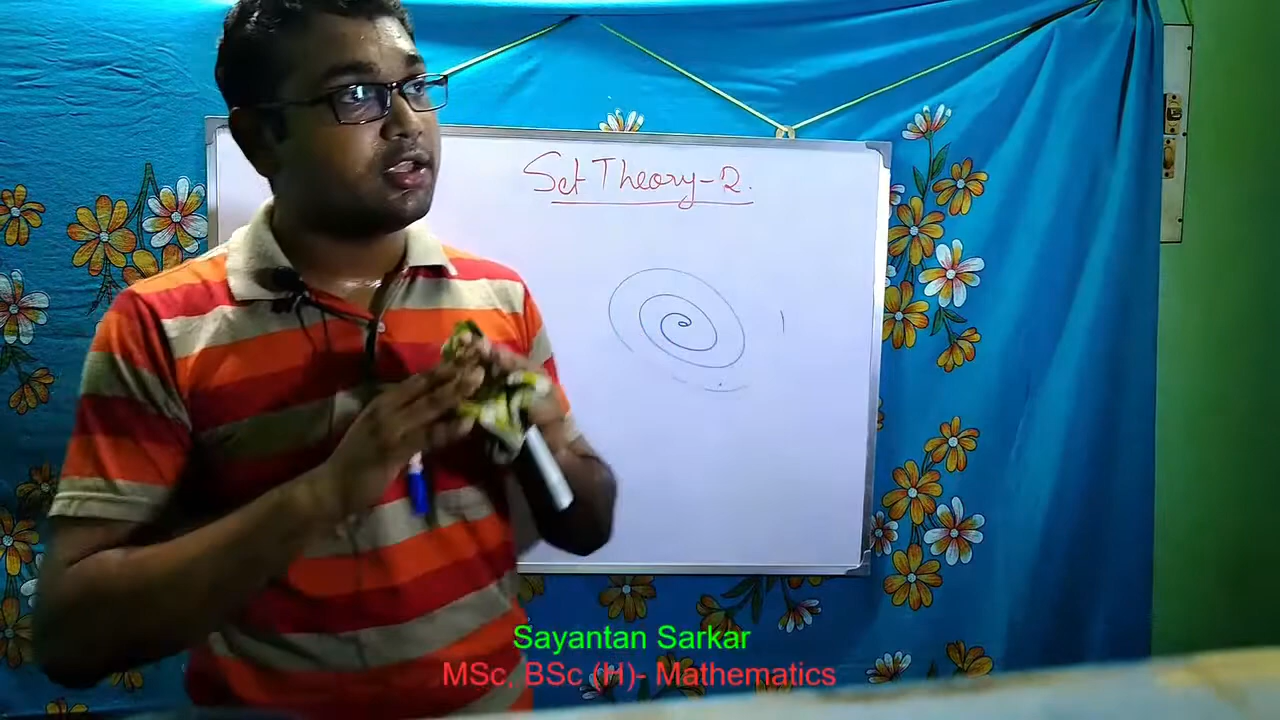 Set Theory-2.
Sayantan Sarkar
MSc, BSc (H)- Mathematics